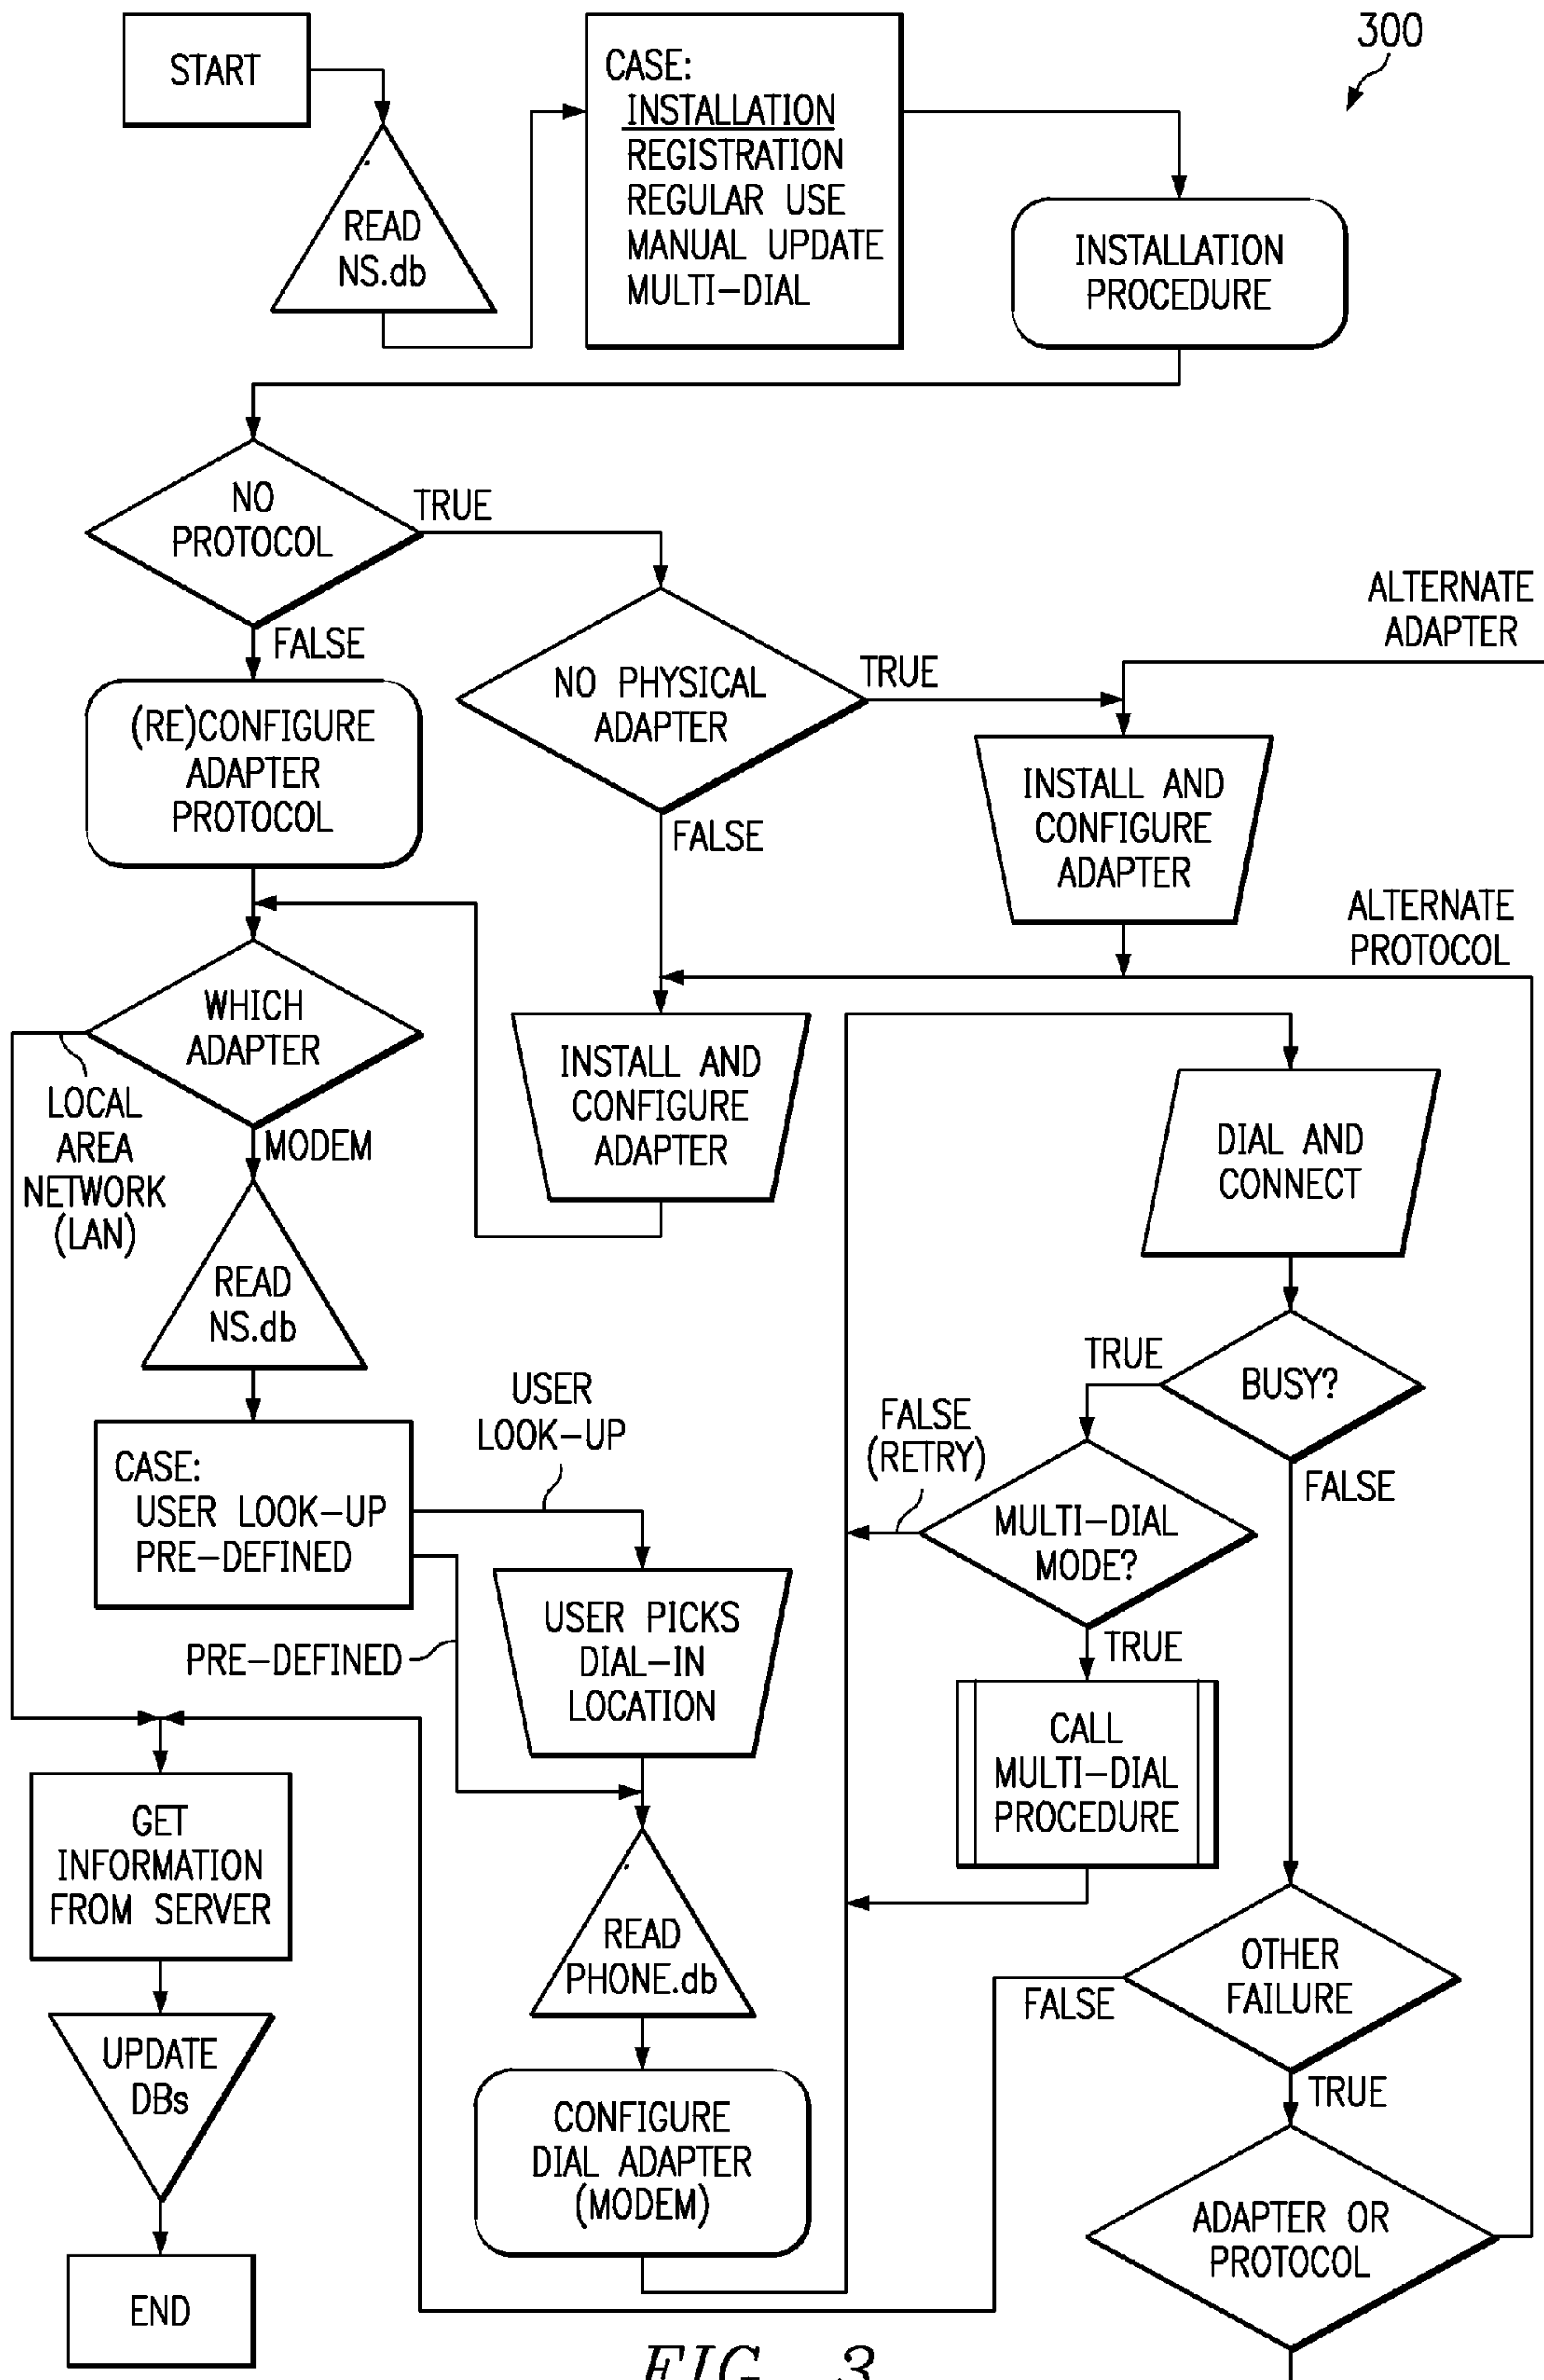 300
START
CASE:
INSTALLATION
REGISTRATION
REGULAR USE
MANUAL UPDATE
MULTI-DIAL
READ
NS.db
INSTALLATION
PROCEDURE
NO
PROTOCOL
TRUE
FALSE
ALTERNATE
ADAPTER
NO PHYSICAL
ADAPTER
TRUE
FALSE
(RE)CONFIGURE
ADAPTER
PROTOCOL
INSTALL AND
CONFIGURE
ADAPTER
ALTERNATE
PROTOCOL
WHICH
ADAPTER
LOCAL
AREA
NETWORK
(LAN)
MODEM
INSTALL AND
CONFIGURE
ADAPTER
DIAL AND
CONNECT
READ
NS.db
BUSY?
TRUE
FALSE
USER
LOOK-UP
FALSE
(RETRY)
CASE:
USER LOOK-UP
PRE-DEFINED
MULTI-DIAL
MODE?
TRUE
USER PICKS
DIAL-IN
LOCATION
PRE-DEFINED
CALL
MULTI-DIAL
PROCEDURE
GET
INFORMATION
FROM SERVER
READ
PHONE.db
OTHER
FAILURE
FALSE
TRUE
UPDATE
DBs
CONFIGURE
DIAL ADAPTER
(MODEM)
ADAPTER OR
PROTOCOL
END
FIG. 3